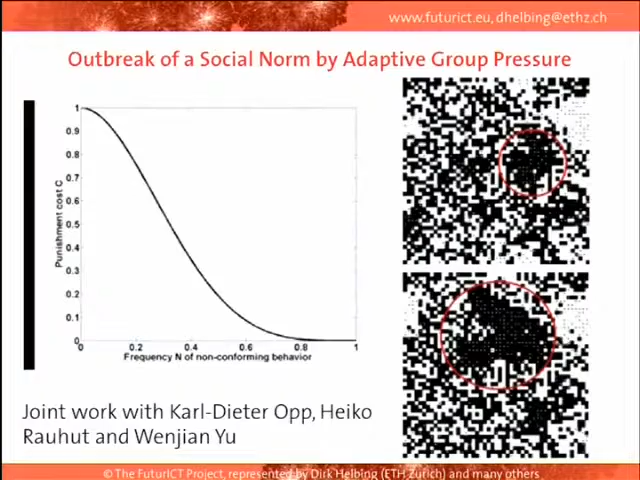 www.futurict.eu, dhelbing@ethz.ch
Outbreak of a Social Norm by Adaptive Group Pressure
Punishment cost C
1
0.9
0.8
0.7
0.6
0.5
0.4
0.3
0.2
0.1
0
0 0.2 0.4 0.6 0.8 1
Frequency N of non-conforming behavior
Joint work with Karl-Dieter Opp, Heiko
Rauhut and Wenjian Yu
© The FuturICT Project, represented by Dirk Helbing (ETH Zurich) and many others